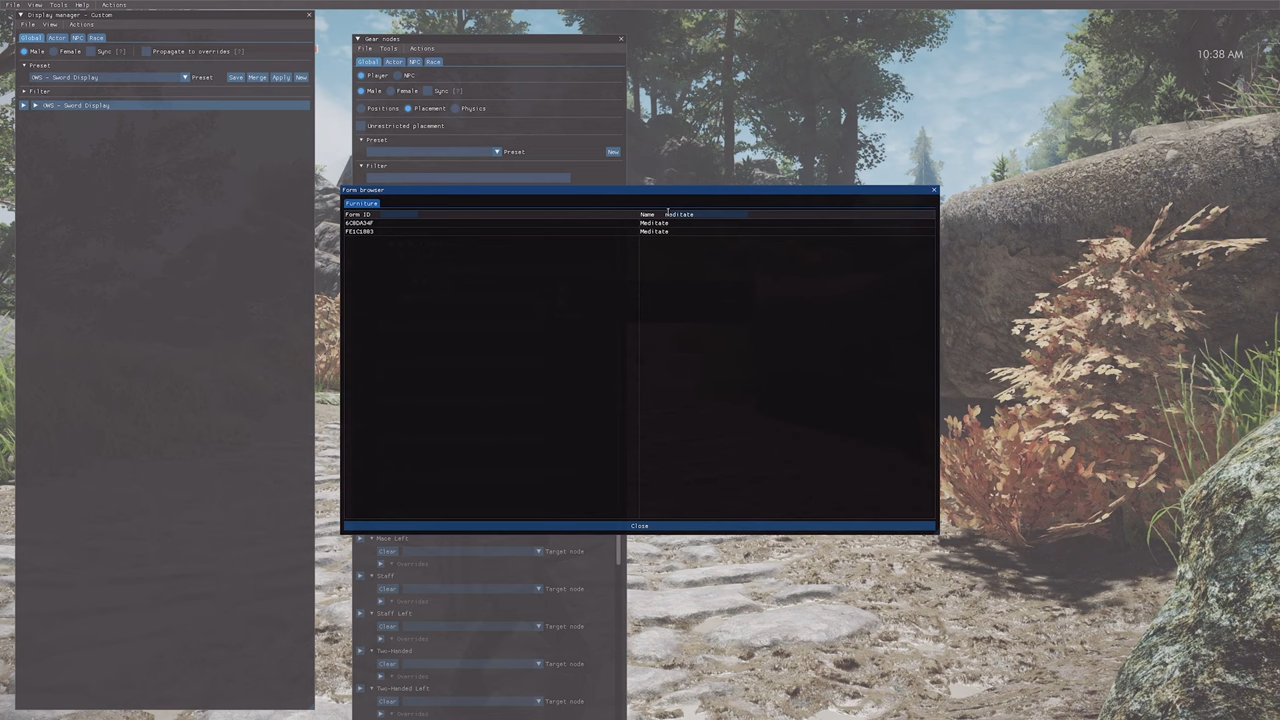 File View Tools Help Actions
Display manager - Custom
File View Actions
Global Actor NPC Race
Male Female Sync [?] Propagate to overrides [?]
Preset
OWS - Sword Display Preset Save Merge Apply New
Filter
OWS - Sword Display
Gear nodes
File Tools Actions
Global Actor NPC Race
Player NPC
Male Female Sync [?]
Positions Placement Physics
Unrestricted placement
Preset
Preset New
Filter
10:38 AM
Form browser
Furniture
Form ID Name meditate
Meditate
FE1C1883 Meditate
Close
Mace Left
Clear Target node
Overrides
Staff
Clear Target node
Overrides
Staff Left
Clear Target node
Overrides
Two-Handed
Clear Target node
Overrides
Two-Handed Left
Clear Target node
Overrides